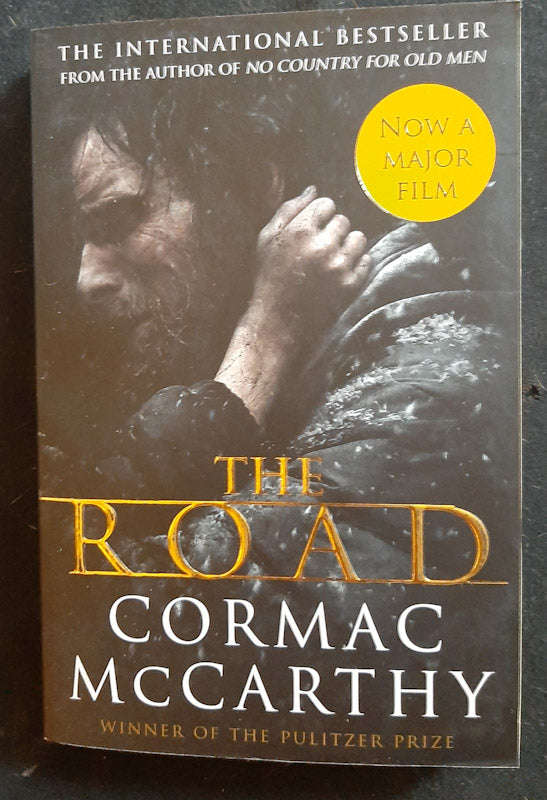 THE INTERNATIONAL BESTSELLER
FROM THE AUTHOR OF NO COUNTRY FOR OLD MEN
NOW A
MAJOR
FILM
THE
ROAD
CORMAC
McCARTHY
WINNER OF THE PULITZER PRIZE